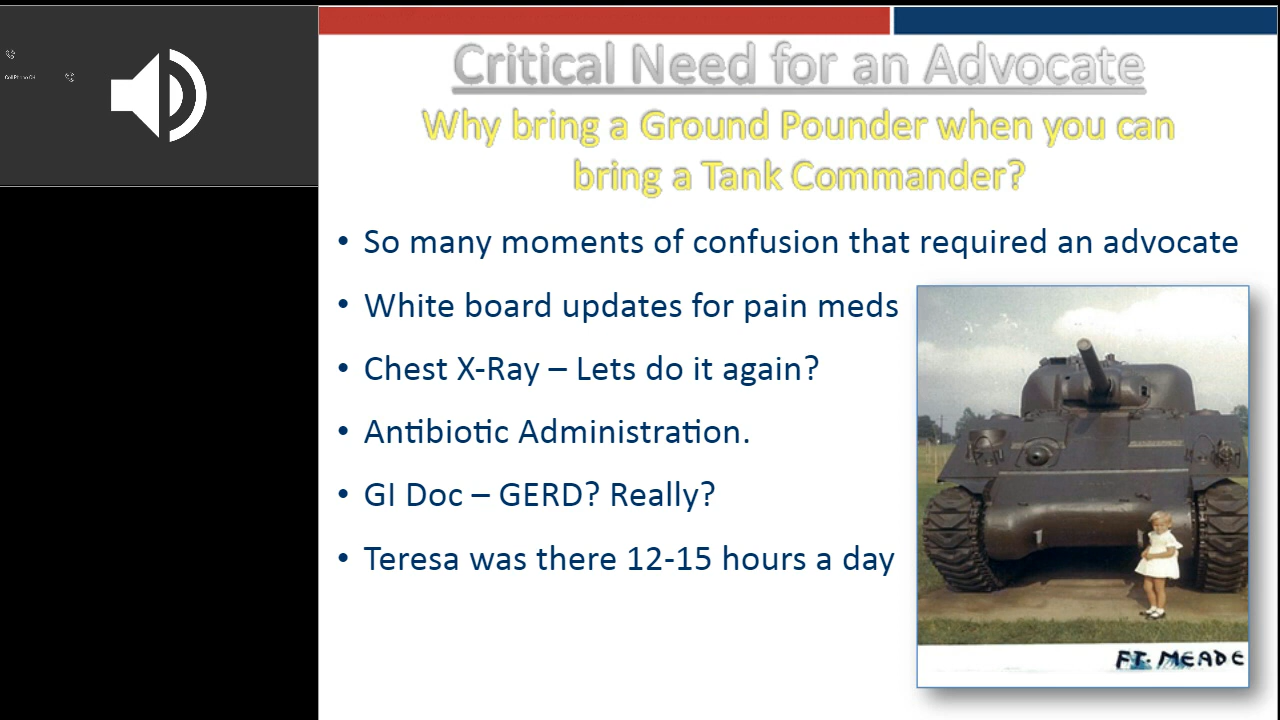 Critical Need for an Advocate
Why bring a Ground Pounder when you can
bring a Tank Commander?
• So many moments of confusion that required an advocate
• White board updates for pain meds
• Chest X-Ray – Lets do it again?
• Antibiotic Administration.
• GI Doc – GERD? Really?
• Teresa was there 12-15 hours a day
FT. MEADE